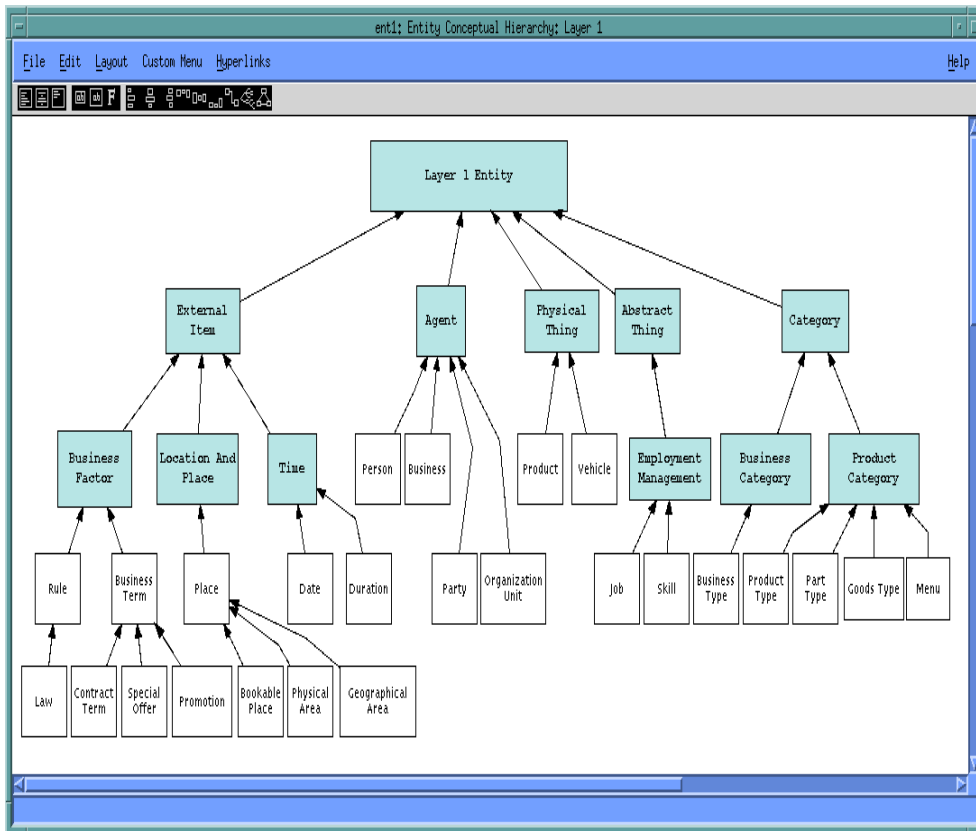 ent1: Entity Conceptual Hierarchy: Layer 1
File Edit Layout Custom Menu Hyperlinks Help
ab ab F
Layer 1 Entity
External
Item
Agent
Physical
Thing
Abstract
Thing
Category
Business
Factor
Location And
Place
Time
Person
Business
Product
Vehicle
Employment
Management
Business
Category
Product
Category
Rule
Business
Term
Place
Date
Duration
Party
Organization
Unit
Job
Skill
Business
Type
Product
Type
Part
Type
Goods Type
Menu
Law
Contract
Term
Special
Offer
Promotion
Bookable
Place
Physical
Area
Geographical
Area